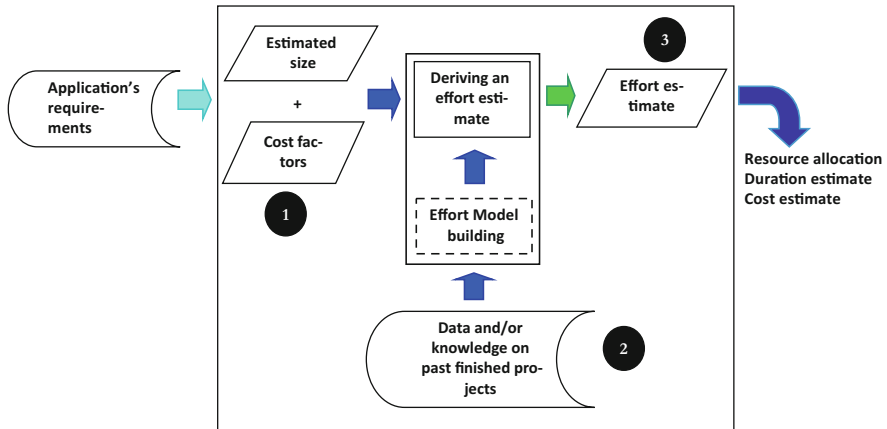 Application's
require-
ments
Estimated
size
+
Cost fac-
tors
1
Deriving an
effort esti-
mate
Effort Model
building
Data and/or
knowledge on
past finished pro-
jects
2
3
Effort es-
timate
Resource allocation
Duration estimate
Cost estimate